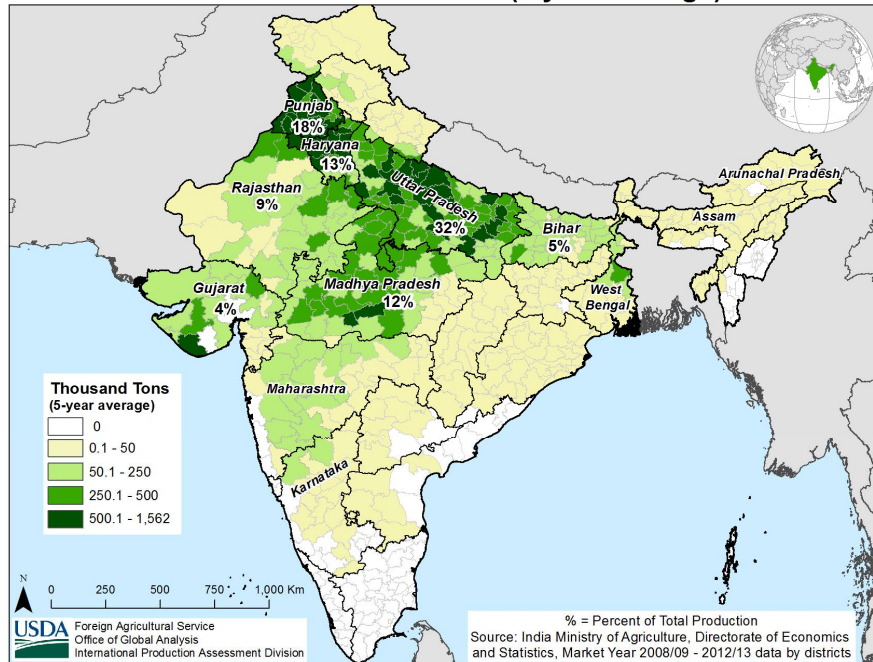 Punjab
18%
Haryana
13%
Rajasthan
9%
Uttar Pradesh
32%
Bihar
5%
Arunachal Pradesh
Assam
West
Bengal
Gujarat
4%
Madhya Pradesh
12%
Maharashtra
Karnataka
Thousand Tons
(5-year average)
0
0.1 - 50
50.1 - 250
250.1 - 500
500.1 - 1,562
N
0 250 500 750 1,000 Km
USDA
Foreign Agricultural Service
Office of Global Analysis
International Production Assessment Division
% = Percent of Total Production
Source: India Ministry of Agriculture, Directorate of Economics
and Statistics, Market Year 2008/09 - 2012/13 data by districts